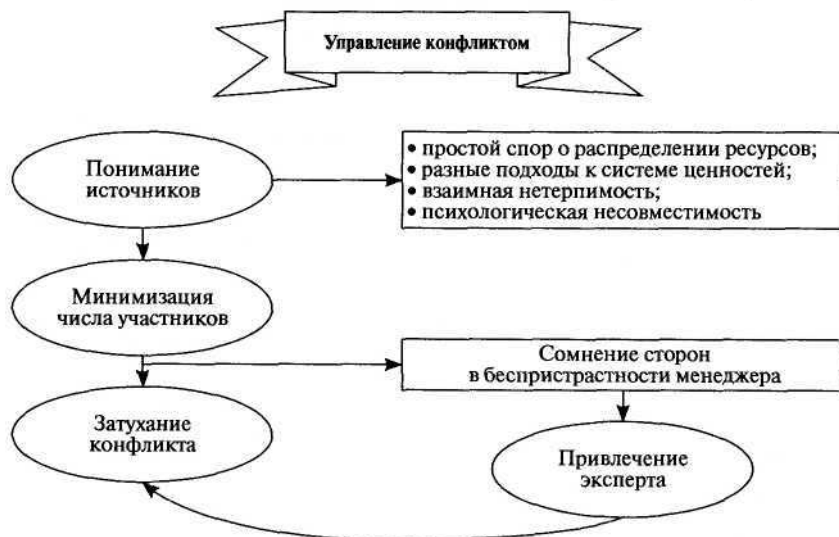 Управление конфликтом
Понимание
источников
• простой спор о распределении ресурсов;
• разные подходы к системе ценностей;
• взаимная нетерпимость;
• психологическая несовместимость
Минимизация
числа участников
Сомнение сторон
в беспристрастности менеджера
Затухание
конфликта
Привлечение
эксперта